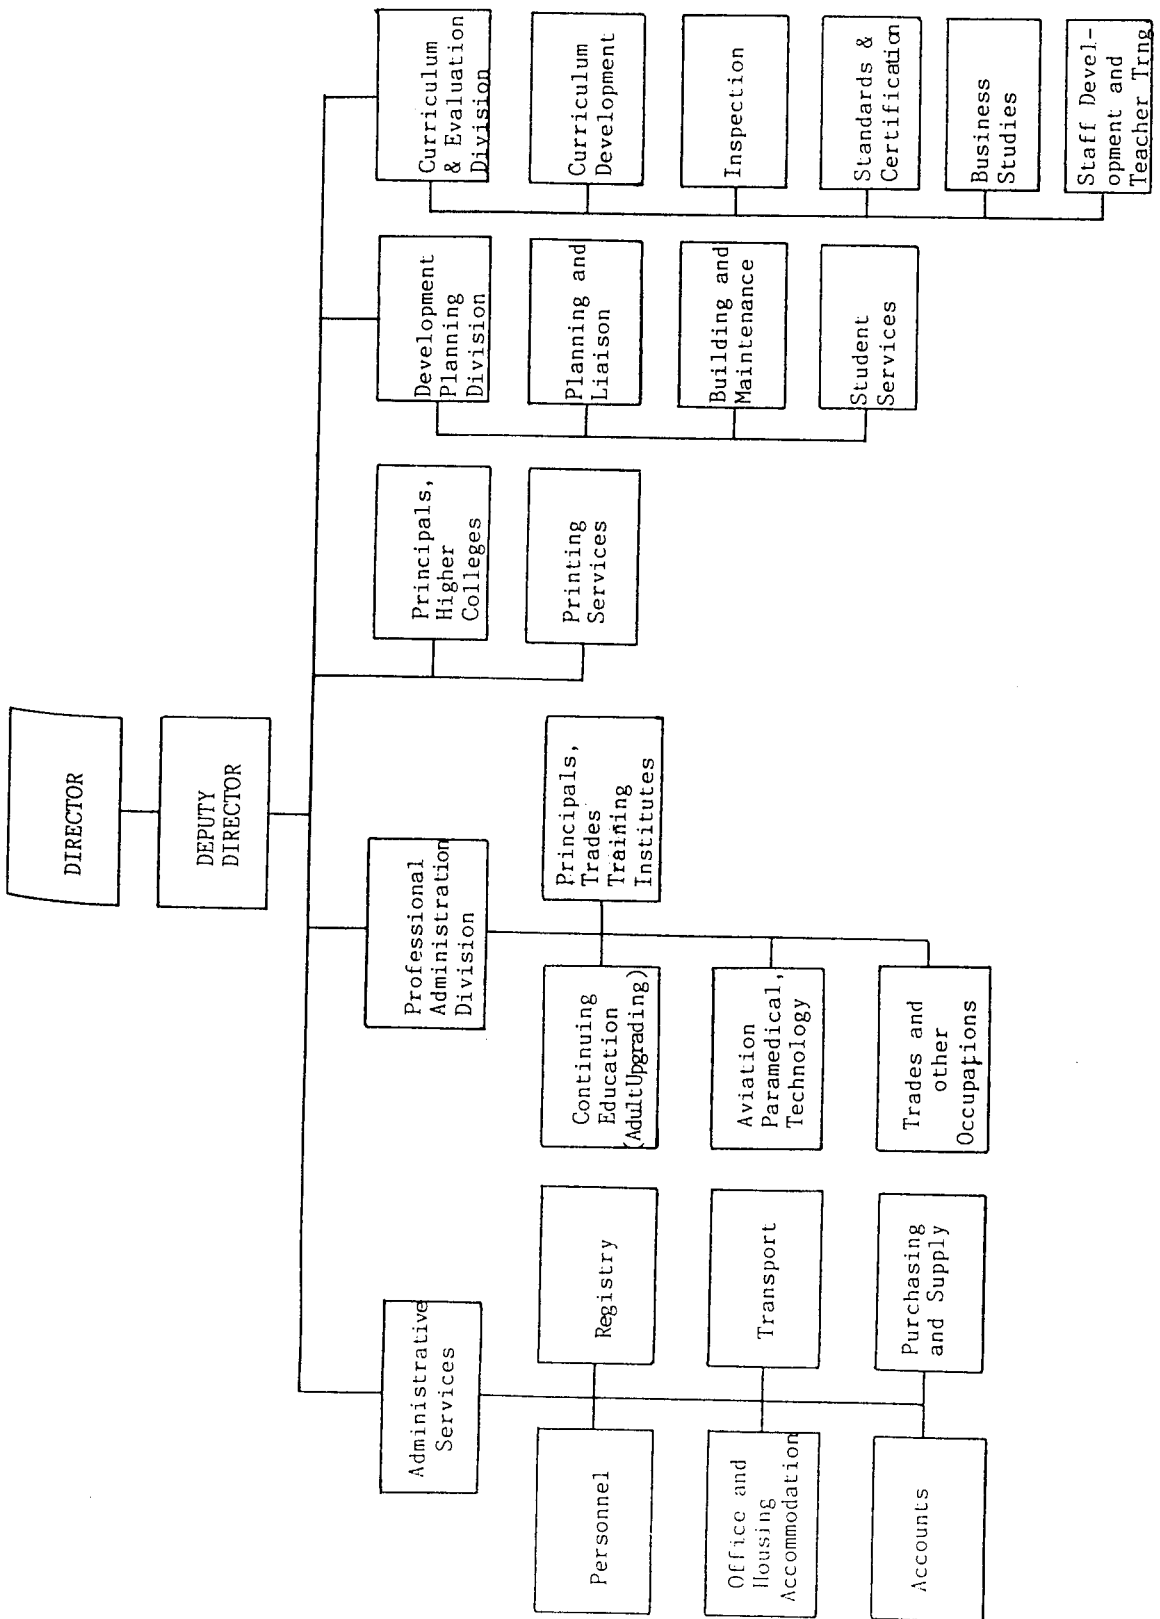 DIRECTOR
DEPUTY
DIRECTOR
Administrative
Services
Personnel
Registry
Office and
Housing
Accommodation
Transport
Accounts
Purchasing
and Supply
Professional
Administration
Division
Continuing
Education
(AdultUpgrading)
Principals,
Trades
Training
Institutes
Aviation
Paramedical,
Technology
Trades and
other
Occupations
Principals,
Higher
Colleges
Printing
Services
Development
Planning
Division
Planning and
Liaison
Building and
Maintenance
Student
Services
Curriculum
& Evaluation
Division
Curriculum
Development
Inspection
Standards &
Certification
Business
Studies
Staff Devel-
opment and
Teacher Trng